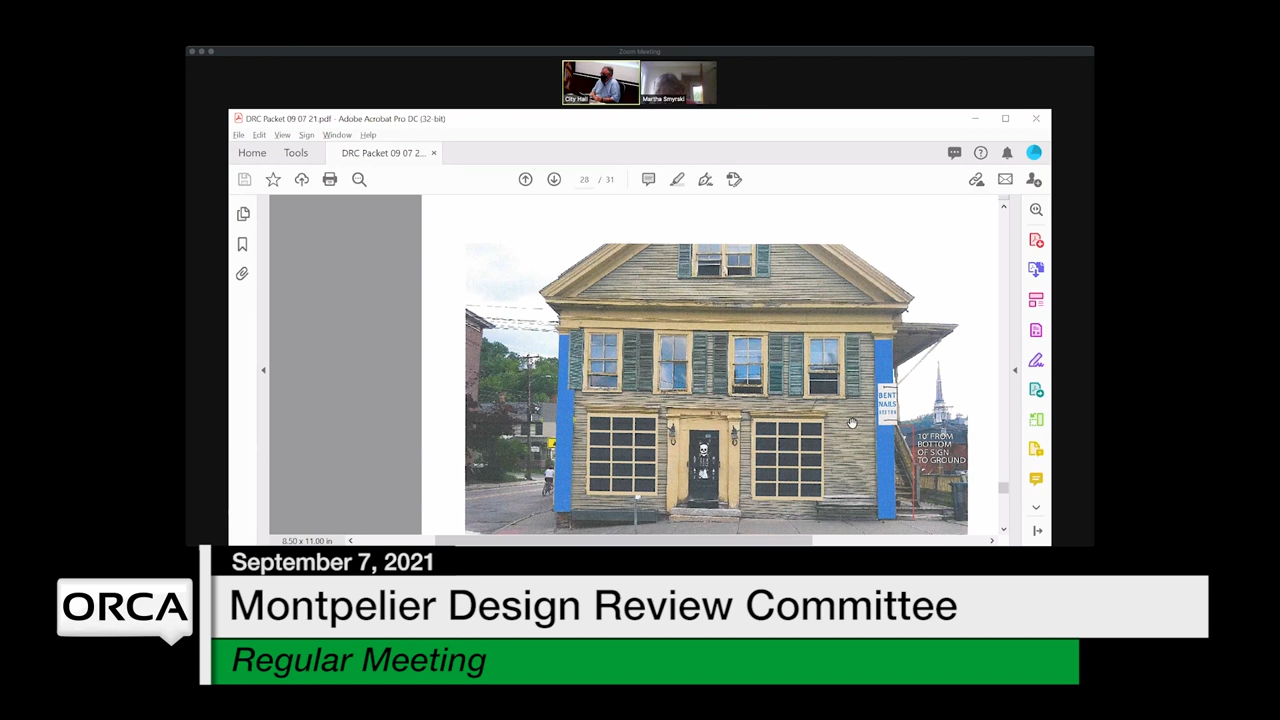 Zoom Meeting
City Hall
Martha Smyrski
DRC Packet 09 07 21.pdf - Adobe Acrobat Pro DC (32-bit)
File Edit View Sign Window Help
Home Tools DRC Packet 09 07 2... ×
28 / 31
BENT
NAILS
BISTRO
10' FROM
BOTTOM
OF SIGN
TO GROUND
8.50 x 11.00 in
September 7, 2021
ORCA
Montpelier Design Review Committee
Regular Meeting